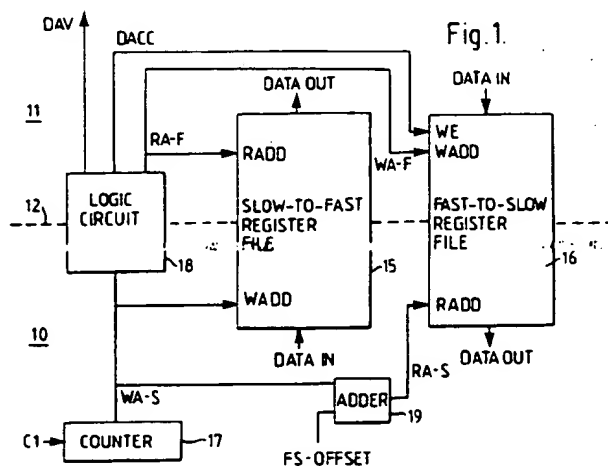 Fig.1.
DAV
DACC
DATA OUT
DATA IN
11
RA-F
RADD
WE
WADD
WA-F
LOGIC
CIRCUIT
12
18
SLOW-TO-FAST
REGISTER
FILE
15
FAST-TO-SLOW
REGISTER
FILE
16
WADD
RADD
10
DATA IN
DATA OUT
WA-S
RA-S
ADDER
19
C1
COUNTER
17
FS-OFFSET